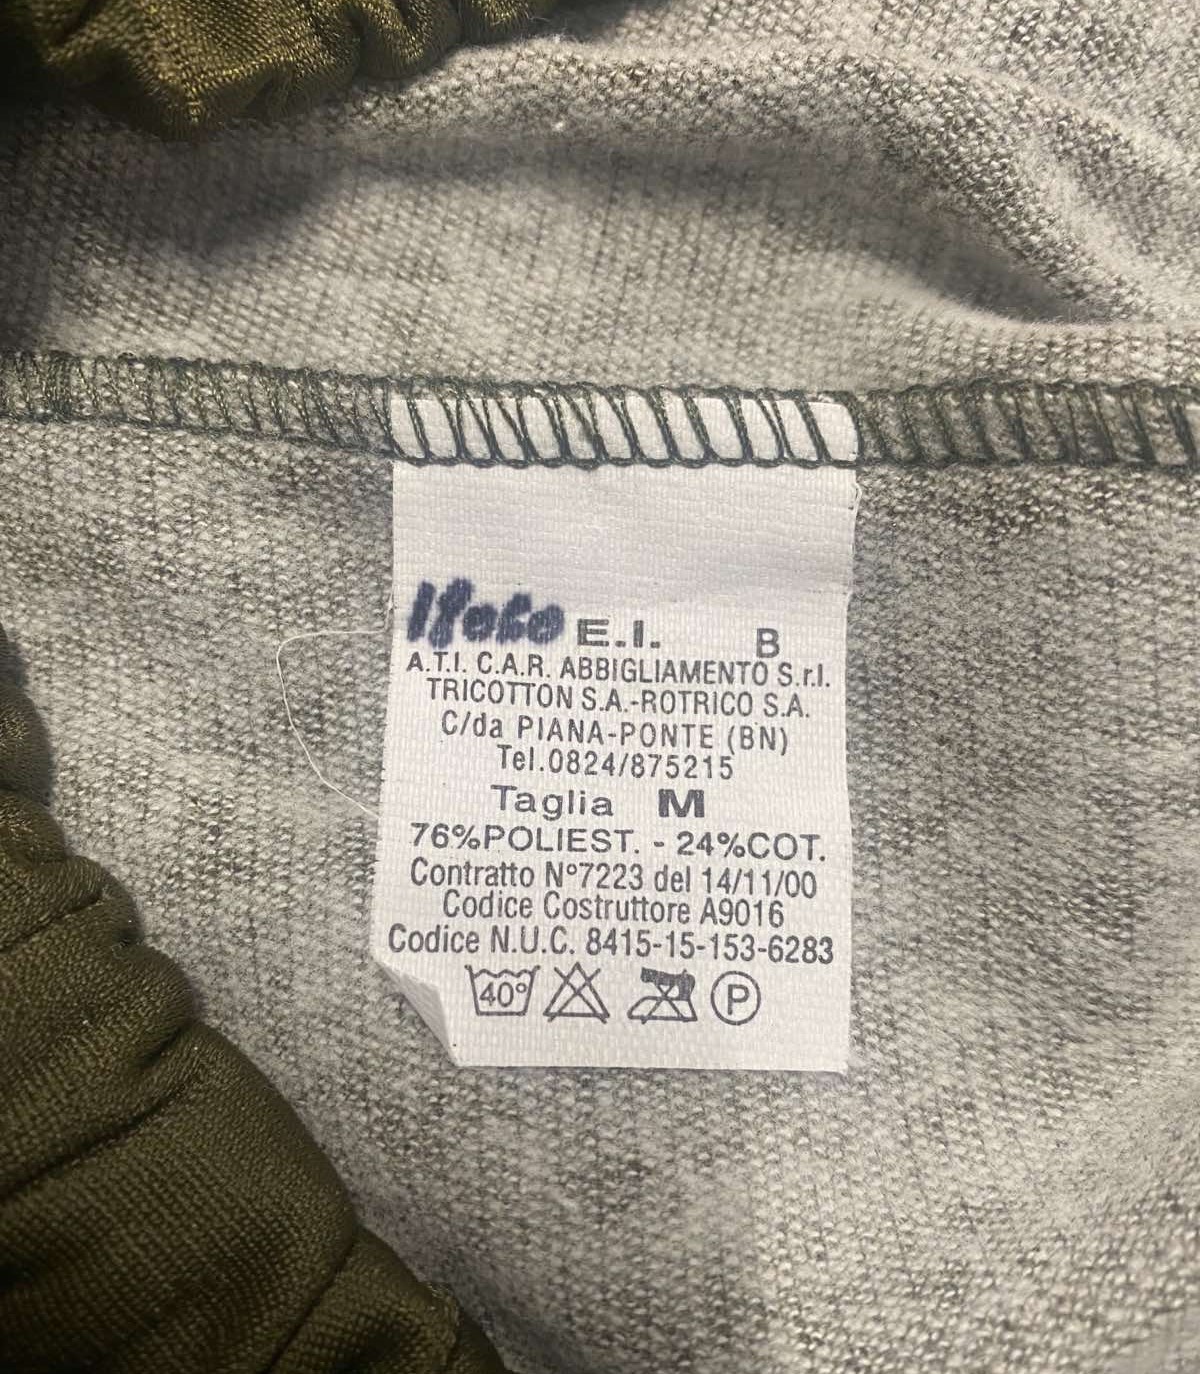 E.I. B
A.T.I. C.A.R. ABBIGLIAMENTO S.r.l.
TRICOTTON S.A.-ROTRICO S.A.
C/da PIANA-PONTE (BN)
Tel.0824/875215
Taglia M
76%POLIEST. - 24%COT.
Contratto N°7223 del 14/11/00
Codice Costruttore A9016
Codice N.U.C. 8415-15-153-6283
40° P